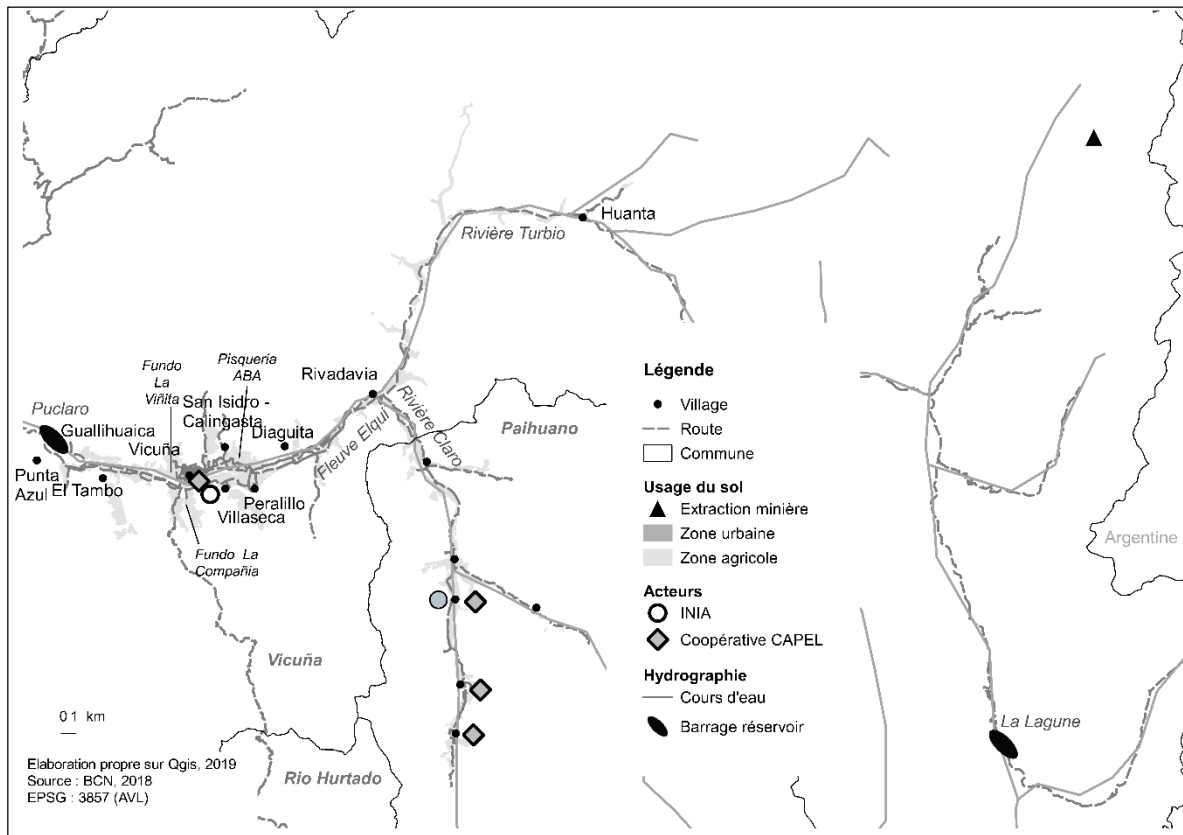 Huanta
Rivière Turbio
Fundo
La
Viñita
Pisqueria
ABA
Rivadavia
San Isidro -
Calingasta
Puclaro
Guallihuaica
Vicuña
Diaguita
Fleuve Elqui
Rivière Claro
Paihuano
Punta
Azul
El Tambo
Villaseca
Peralillo
Fundo La
Compañia
Vicuña
Rio Hurtado
0 1 km
Elaboration propre sur Qgis, 2019
Source : BCN, 2018
EPSG : 3857 (AVL)
Légende
Village
Route
Commune
Usage du sol
Extraction minière
Zone urbaine
Zone agricole
Acteurs
INIA
Coopérative CAPEL
Hydrographie
Cours d'eau
Barrage réservoir
Argentine
La Lagune